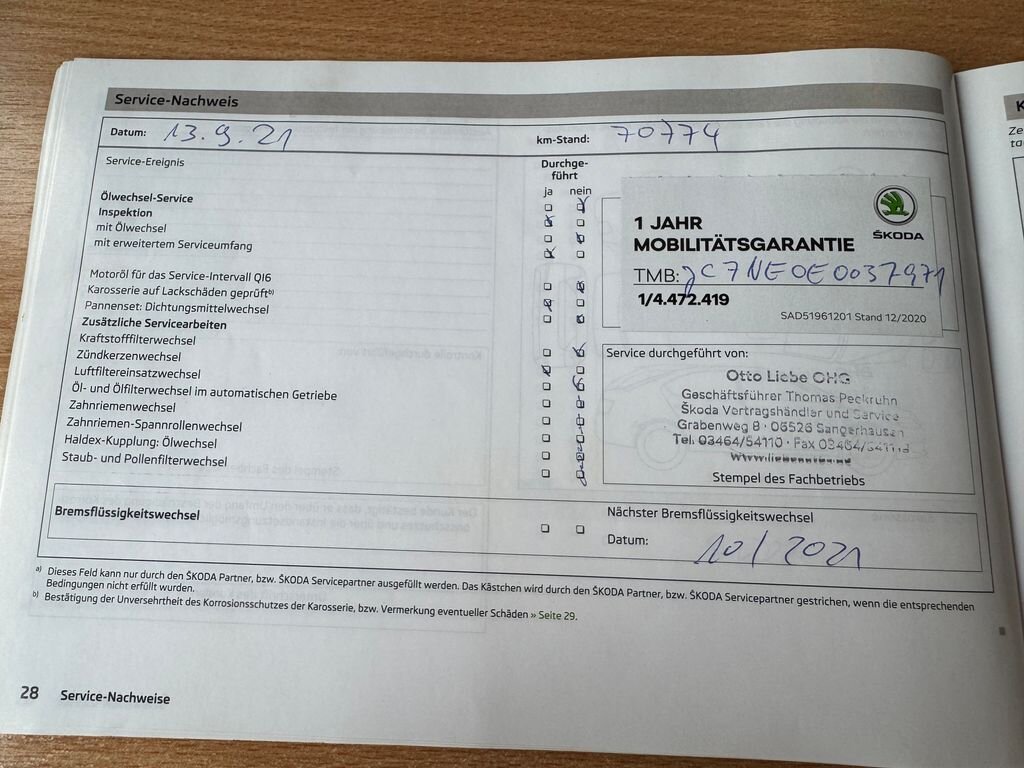 Service-Nachweis
Datum: 13.9.21
km-Stand: 70774
Service-Ereignis
Durchge-
führt
ja nein
Ölwechsel-Service
Inspektion
mit Ölwechsel
mit erweitertem Serviceumfang
Motoröl für das Service-Intervall QI6
Karosserie auf Lackschäden geprüft b)
Pannenset: Dichtungsmittelwechsel
Zusätzliche Servicearbeiten
Kraftstofffilterwechsel
Zündkerzenwechsel
Luftfiltereinsatzwechsel
Öl- und Ölfilterwechsel im automatischen Getriebe
Zahnriemenwechsel
Zahnriemen-Spannrollenwechsel
Haldex-Kupplung: Ölwechsel
Staub- und Pollenfilterwechsel
1 JAHR
MOBILITÄTSGARANTIE
ŠKODA
TMB: JC7NE0E0037971
1/4.472.419
SAD51961201 Stand 12/2020
Service durchgeführt von:
Otto Liebe OHG
Geschäftsführer Thomas Peckruhn
Škoda Vertragshändler und Service
Grabenweg 8 · 06526 Sangerhausen
Tel. 03464/54110 · Fax 03464/
Stempel des Fachbetriebs
Bremsflüssigkeitswechsel
Nächster Bremsflüssigkeitswechsel
Datum: 10/2021
a) Dieses Feld kann nur durch den ŠKODA Partner, bzw. ŠKODA Servicepartner ausgefüllt werden. Das Kästchen wird durch den ŠKODA Partner, bzw. ŠKODA Servicepartner gestrichen, wenn die entsprechenden
Bedingungen nicht erfüllt wurden.
b) Bestätigung der Unversehrtheit des Korrosionsschutzes der Karosserie, bzw. Vermerkung eventueller Schäden » Seite 29.
28 Service-Nachweise